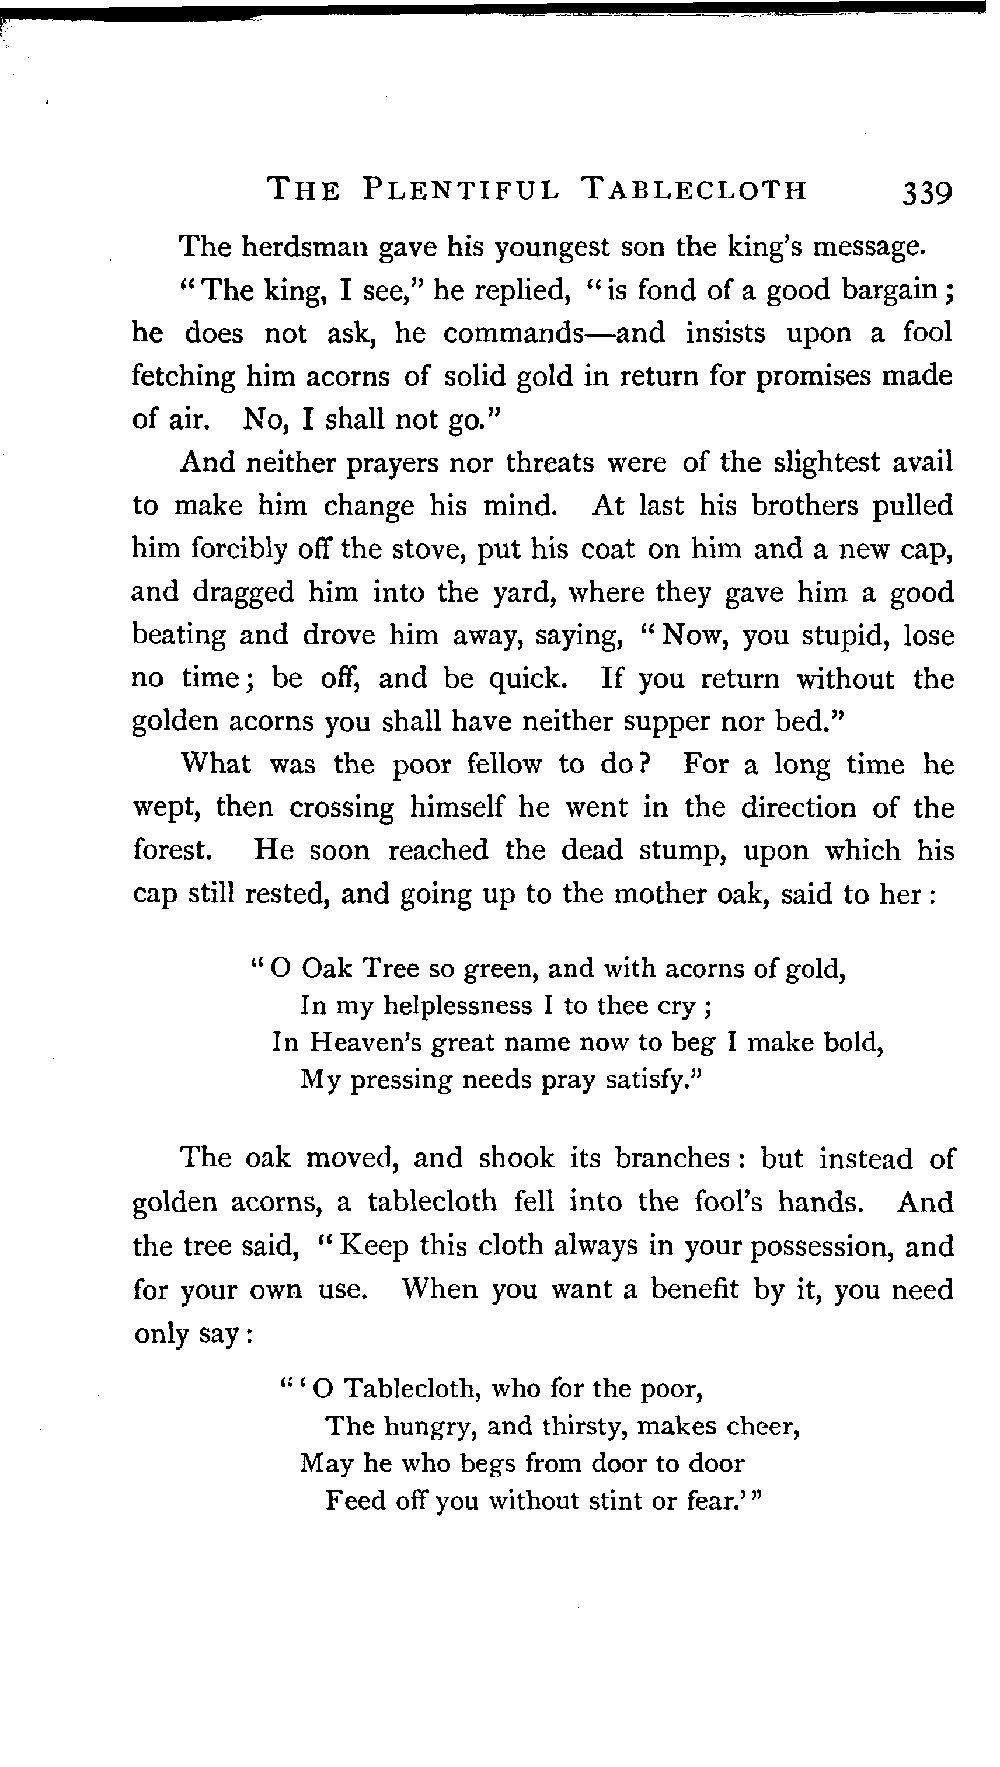 THE PLENTIFUL TABLECLOTH 339
The herdsman gave his youngest son the king's message.
"The king, I see," he replied, "is fond of a good bargain;
he does not ask, he commands—and insists upon a fool
fetching him acorns of solid gold in return for promises made
of air. No, I shall not go."
And neither prayers nor threats were of the slightest avail
to make him change his mind. At last his brothers pulled
him forcibly off the stove, put his coat on him and a new cap,
and dragged him into the yard, where they gave him a good
beating and drove him away, saying, "Now, you stupid, lose
no time; be off, and be quick. If you return without the
golden acorns you shall have neither supper nor bed."
What was the poor fellow to do? For a long time he
wept, then crossing himself he went in the direction of the
forest. He soon reached the dead stump, upon which his
cap still rested, and going up to the mother oak, said to her:
"O Oak Tree so green, and with acorns of gold,
In my helplessness I to thee cry;
In Heaven's great name now to beg I make bold,
My pressing needs pray satisfy."
The oak moved, and shook its branches: but instead of
golden acorns, a tablecloth fell into the fool's hands. And
the tree said, "Keep this cloth always in your possession, and
for your own use. When you want a benefit by it, you need
only say:
"'O Tablecloth, who for the poor,
The hungry, and thirsty, makes cheer,
May he who begs from door to door
Feed off you without stint or fear.'"